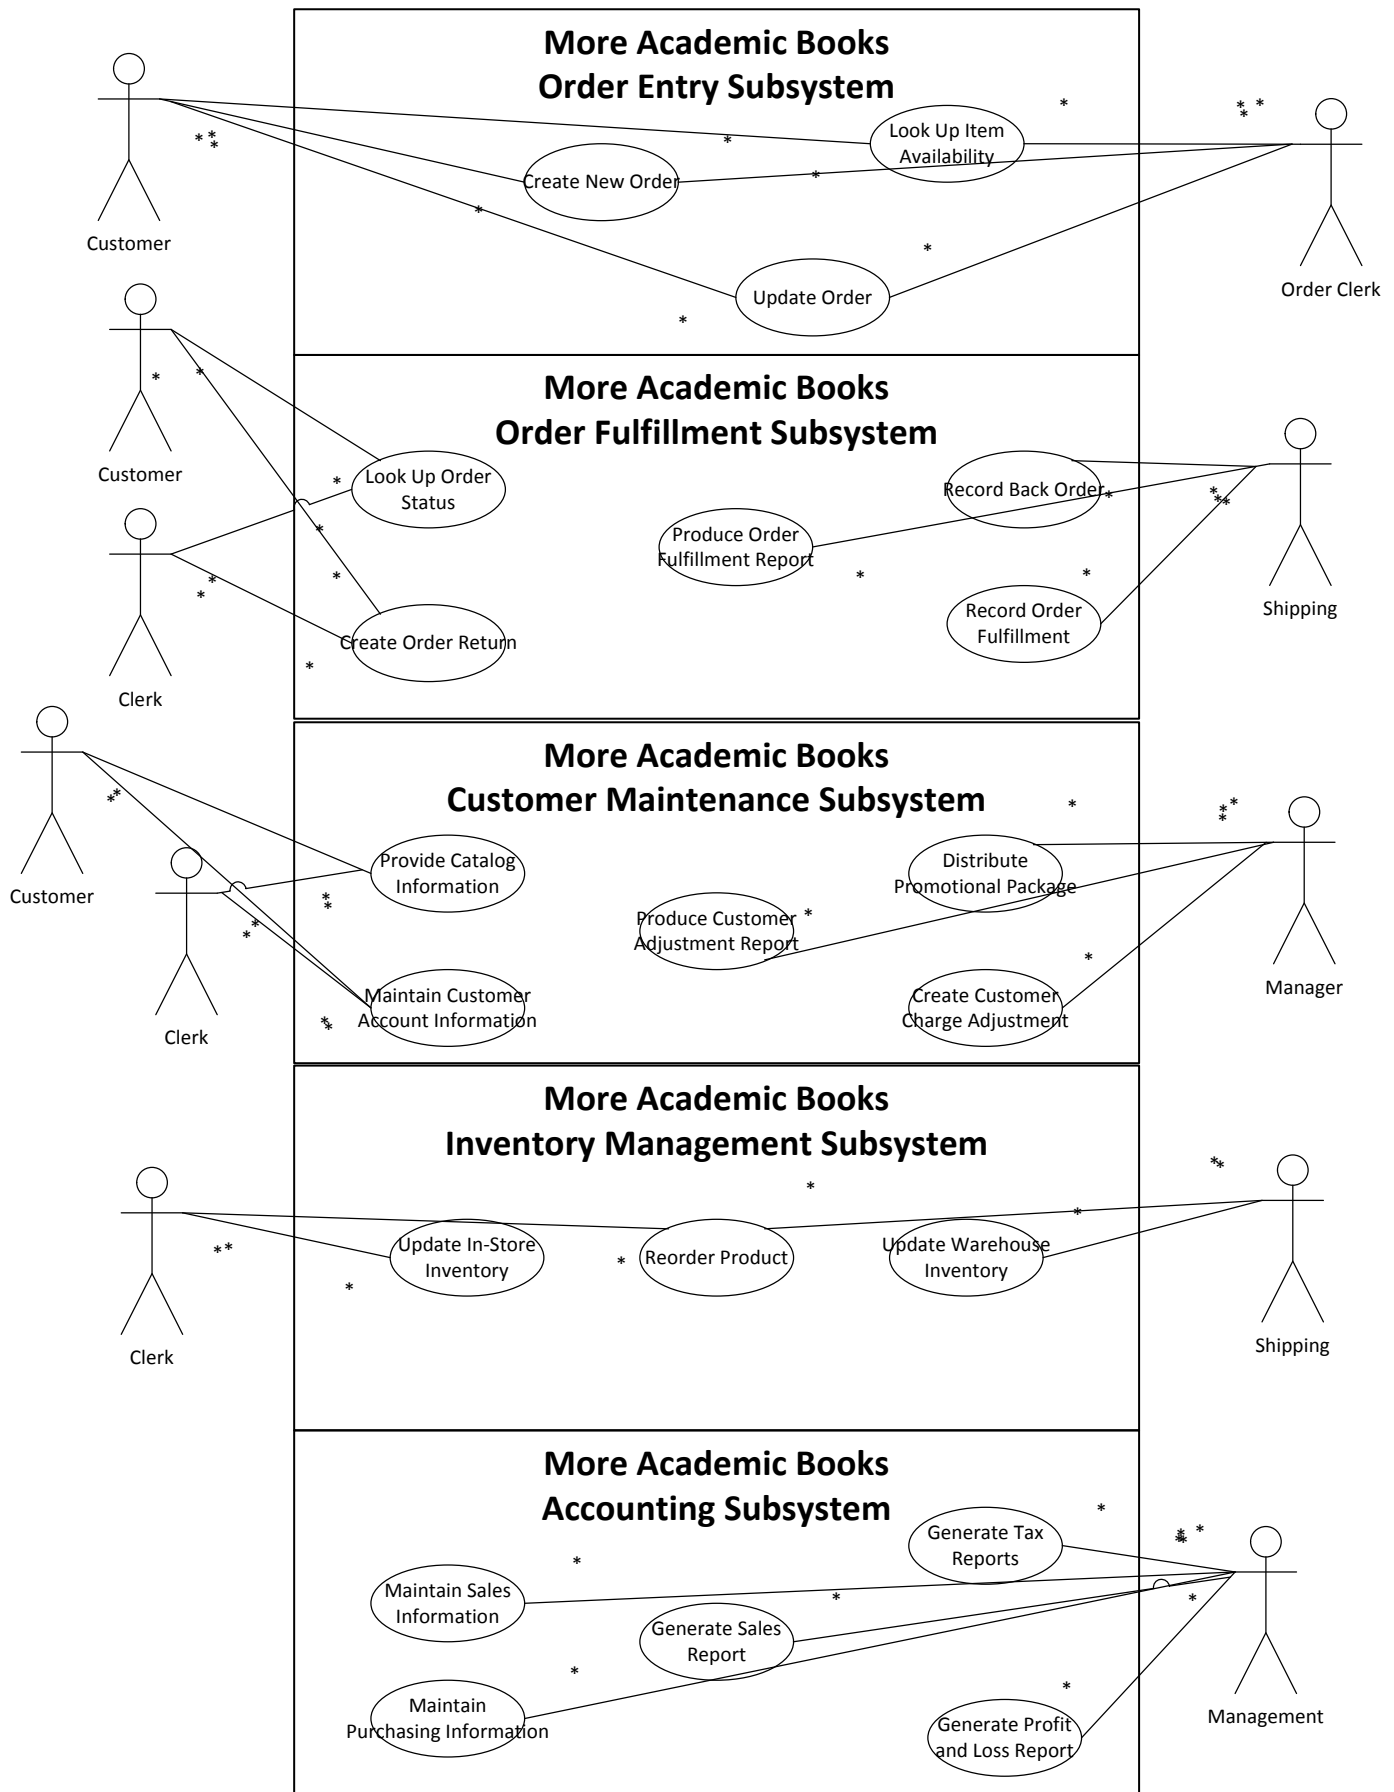 More Academic Books
Order Entry Subsystem
Customer
Look Up Item
Availability
Create New Order
Update Order
Order Clerk
*
*
*
*
*
*
*
*
*
*
*
*
More Academic Books
Order Fulfillment Subsystem
Customer
Clerk
Look Up Order
Status
Create Order Return
Record Back Order
Produce Order
Fulfillment Report
Record Order
Fulfillment
Shipping
*
*
*
*
*
*
*
*
*
*
*
*
*
*
More Academic Books
Customer Maintenance Subsystem
Customer
Clerk
Provide Catalog
Information
Maintain Customer
Account Information
Distribute
Promotional Package
Produce Customer
Adjustment Report
Create Customer
Charge Adjustment
Manager
*
*
*
*
*
*
*
*
*
*
*
*
*
*
More Academic Books
Inventory Management Subsystem
Clerk
Update In-Store
Inventory
Reorder Product
Update Warehouse
Inventory
Shipping
*
*
*
*
*
*
*
*
More Academic Books
Accounting Subsystem
Maintain Sales
Information
Maintain
Purchasing Information
Generate Sales
Report
Generate Tax
Reports
Generate Profit
and Loss Report
Management
*
*
*
*
*
*
*
*
*
*